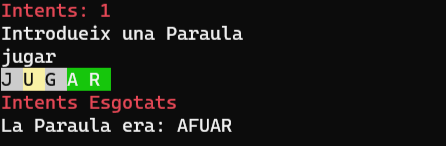 Intents: 1
Introdueix una Paraula
jugar
J U G A R
Intents Esgotats
La Paraula era: AFUAR